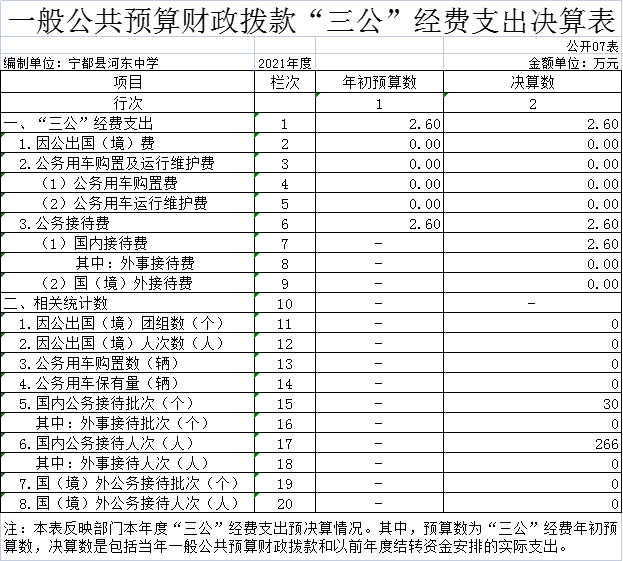 一般公共预算财政拨款“三公”经费支出决算表
公开07表
编制单位：宁都县河东中学 2021年度 金额单位：万元
项目 栏次 年初预算数 决算数
行次 1 2
一、“三公”经费支出 1 2.60 2.60
1.因公出国（境）费 2 0.00 0.00
2.公务用车购置及运行维护费 3 0.00 0.00
（1）公务用车购置费 4 0.00 0.00
（2）公务用车运行维护费 5 0.00 0.00
3.公务接待费 6 2.60 2.60
（1）国内接待费 7 - 2.60
其中：外事接待费 8 - 0.00
（2）国（境）外接待费 9 - 0.00
二、相关统计数 10 - -
1.因公出国（境）团组数（个） 11 - 0
2.因公出国（境）人次数（人） 12 - 0
3.公务用车购置数（辆） 13 - 0
4.公务用车保有量（辆） 14 - 0
5.国内公务接待批次（个） 15 - 30
其中：外事接待批次（个） 16 - 0
6.国内公务接待人次（人） 17 - 266
其中：外事接待人次（人） 18 - 0
7.国（境）外公务接待批次（个） 19 - 0
8.国（境）外公务接待人次（人） 20 - 0
注：本表反映部门本年度“三公”经费支出预决算情况。其中，预算数为“三公”经费年初预
算数，决算数是包括当年一般公共预算财政拨款和以前年度结转资金安排的实际支出。